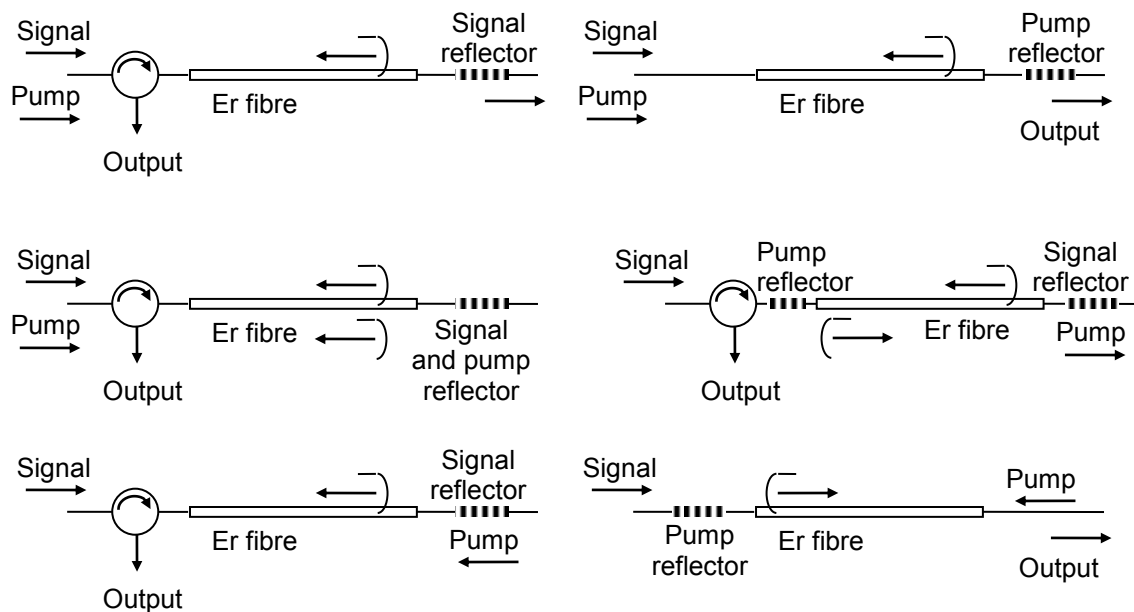 Signal
Pump
Output
Er fibre
Signal
reflector
Signal
Pump
Er fibre
Pump
reflector
Output
Signal
Pump
Output
Er fibre
Signal
and pump
reflector
Signal
Output
Pump
reflector
Er fibre
Signal
reflector
Pump
Signal
Output
Er fibre
Signal
reflector
Pump
Signal
Pump
reflector
Er fibre
Pump
Output